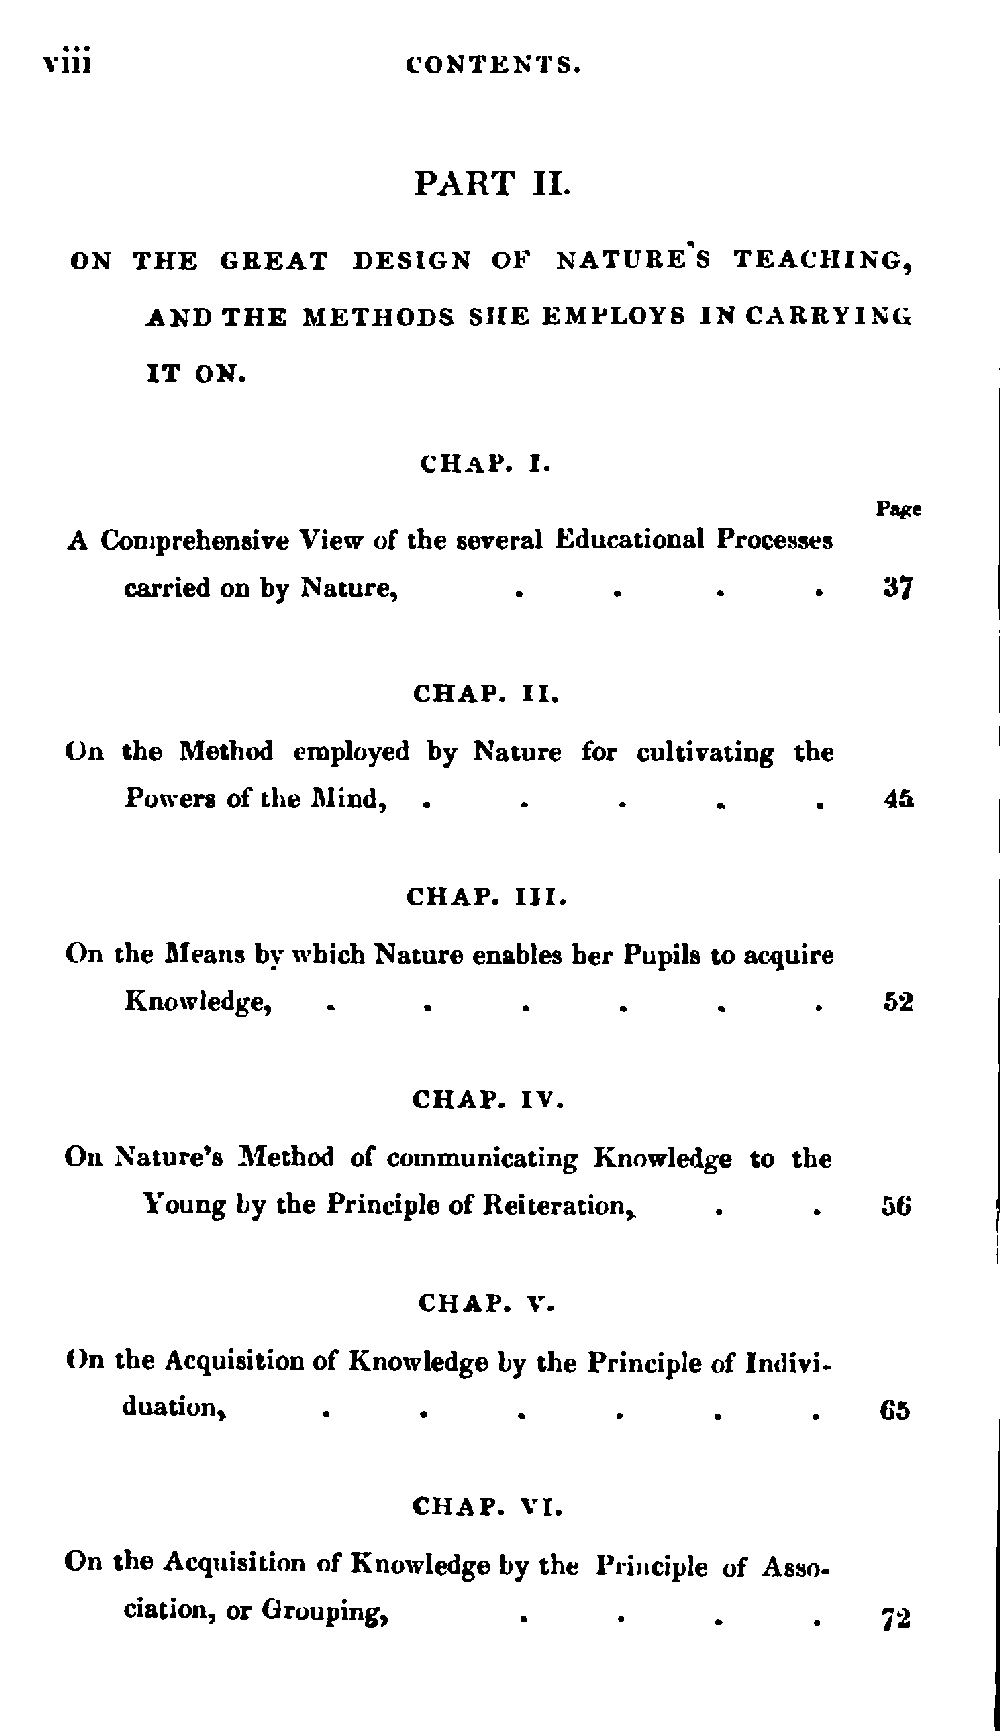 viii CONTENTS.
PART II.
ON THE GREAT DESIGN OF NATURE'S TEACHING,
AND THE METHODS SHE EMPLOYS IN CARRYING
IT ON.
CHAP. I.
Page
A Comprehensive View of the several Educational Processes
carried on by Nature, . . . . 37
CHAP. II.
On the Method employed by Nature for cultivating the
Powers of the Mind, . . . . . 45
CHAP. III.
On the Means by which Nature enables her Pupils to acquire
Knowledge, . . . . . . 52
CHAP. IV.
On Nature's Method of communicating Knowledge to the
Young by the Principle of Reiteration, . . 56
CHAP. V.
On the Acquisition of Knowledge by the Principle of Indivi-
duation, . . . . . . 65
CHAP. VI.
On the Acquisition of Knowledge by the Principle of Asso-
ciation, or Grouping, . . . . 72